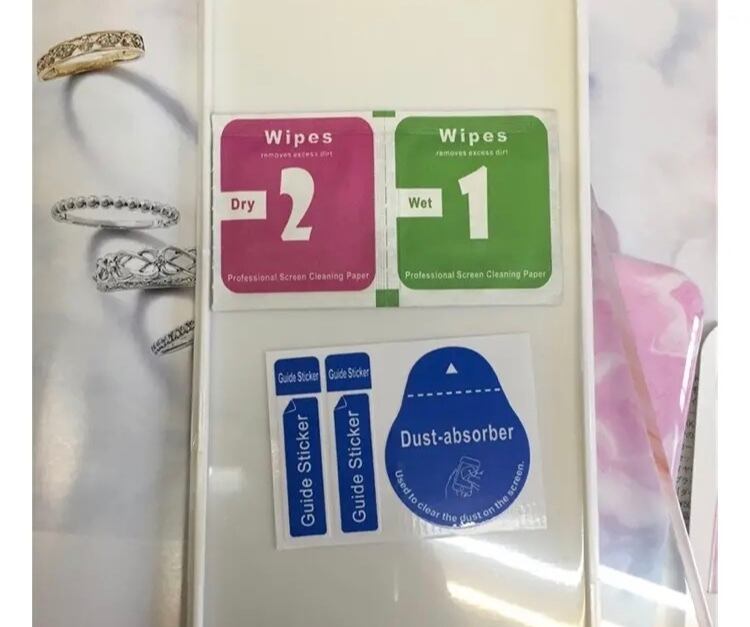 Wipes
removes excess dirt
Dry
2
Professional Screen Cleaning Paper
Wipes
removes excess dirt
Wet
1
Professional Screen Cleaning Paper
Guide Sticker
Guide Sticker
Guide Sticker
Guide Sticker
Dust-absorber
Used to clear the dust on the screen.